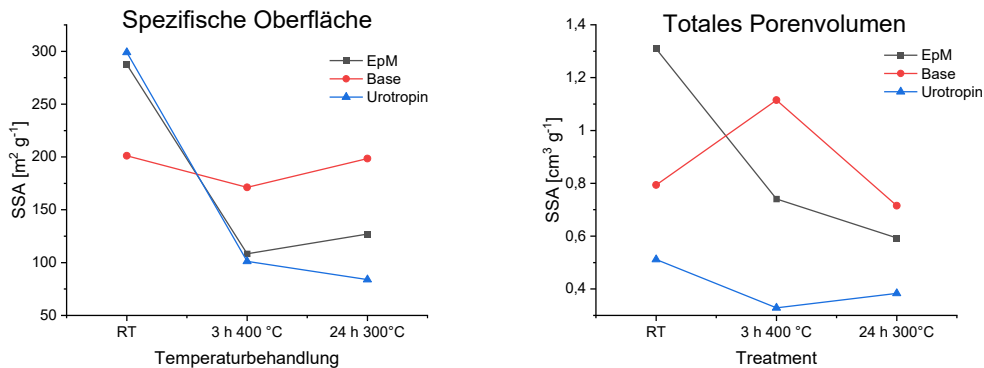 Spezifische Oberfläche
300
250
200
150
100
50
SSA [m² g⁻¹]
EpM
Base
Urotropin
RT
3 h 400 °C
24 h 300°C
Temperaturbehandlung
Totales Porenvolumen
1,4
1,2
1
0,8
0,6
0,4
SSA [cm³ g⁻¹]
EpM
Base
Urotropin
RT
3 h 400 °C
24 h 300°C
Treatment